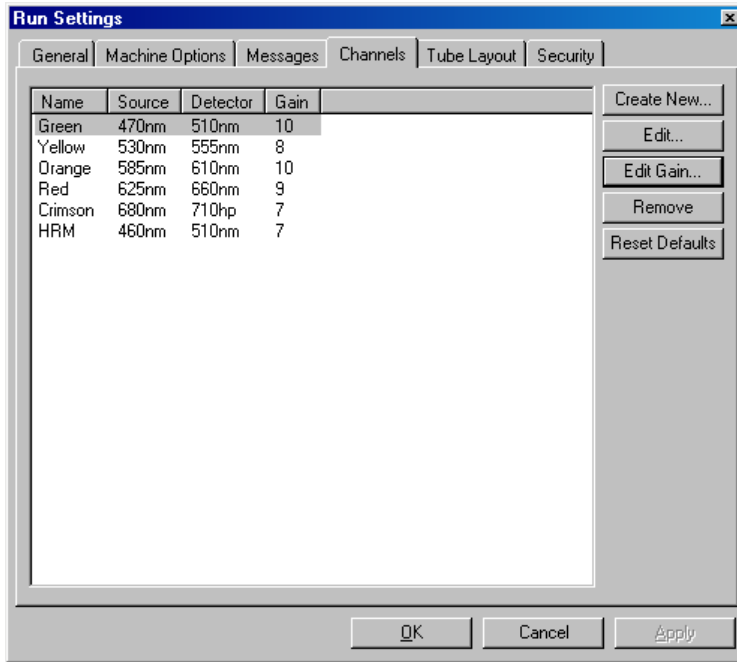 Run Settings
General Machine Options Messages Channels Tube Layout Security
Name Source Detector Gain
Green 470nm 510nm 10
Yellow 530nm 555nm 8
Orange 585nm 610nm 10
Red 625nm 660nm 9
Crimson 680nm 710hp 7
HRM 460nm 510nm 7
Create New...
Edit...
Edit Gain...
Remove
Reset Defaults
OK Cancel Apply